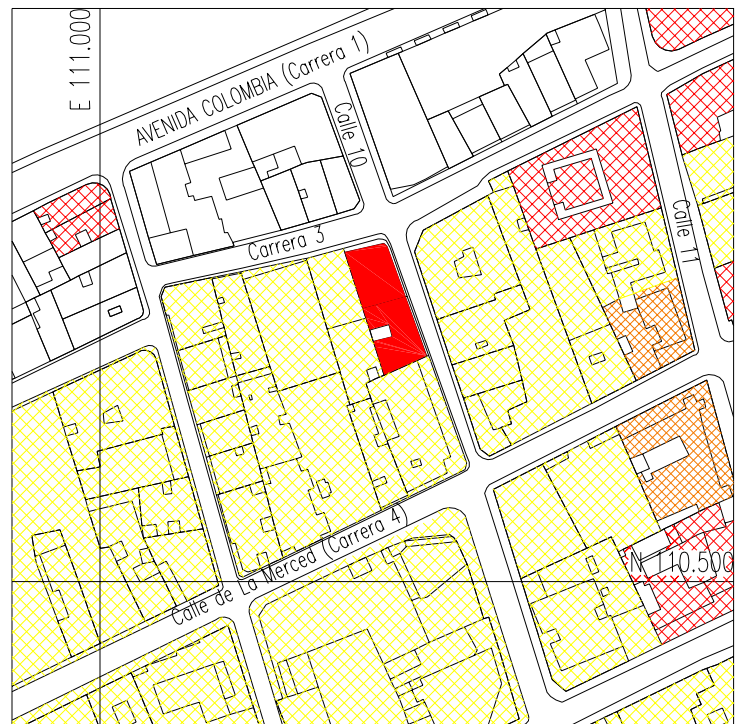 E 111.000
AVENIDA COLOMBIA (Carrera 1)
Calle 10
Carrera 3
Calle 11
Calle de La Merced (Carrera 4)
N 110.500